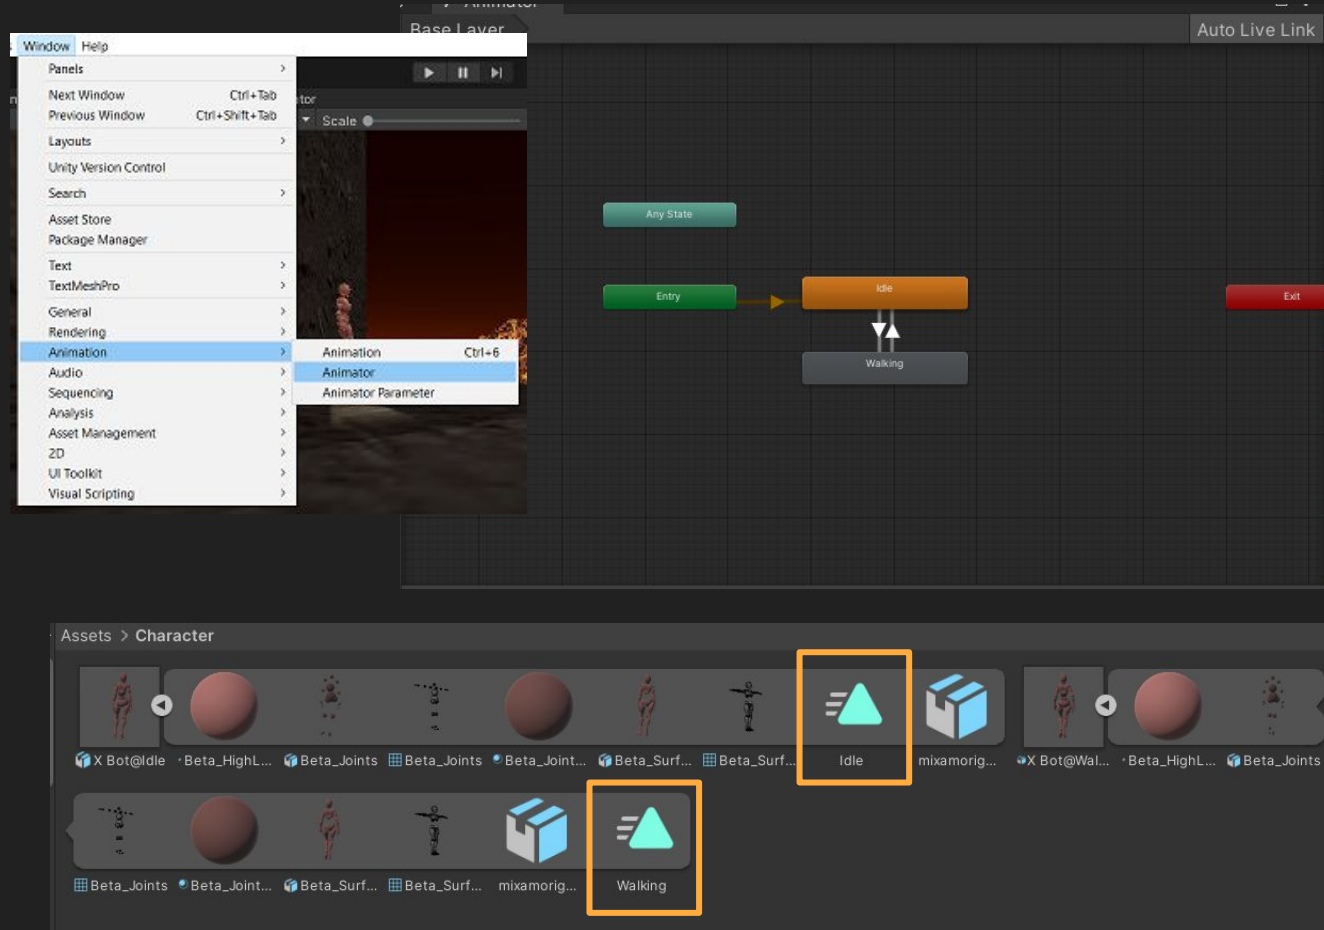 Animator
Base Layer
Auto Live Link
Window Help
Panels
Next Window Ctrl+Tab
Previous Window Ctrl+Shift+Tab
Layouts
Unity Version Control
Search
Asset Store
Package Manager
Text
TextMeshPro
General
Rendering
Animation
Audio
Sequencing
Analysis
Asset Management
2D
UI Toolkit
Visual Scripting
tor
Scale
Animation Ctrl+6
Animator
Animator Parameter
Any State
Entry
Idle
Walking
Exit
Assets > Character
X Bot@Idle Beta_HighL... Beta_Joints Beta_Joints Beta_Joint... Beta_Surf... Beta_Surf... Idle mixamorig... X Bot@Wal... Beta_HighL... Beta_Joints
Beta_Joints Beta_Joint... Beta_Surf... Beta_Surf... mixamorig... Walking